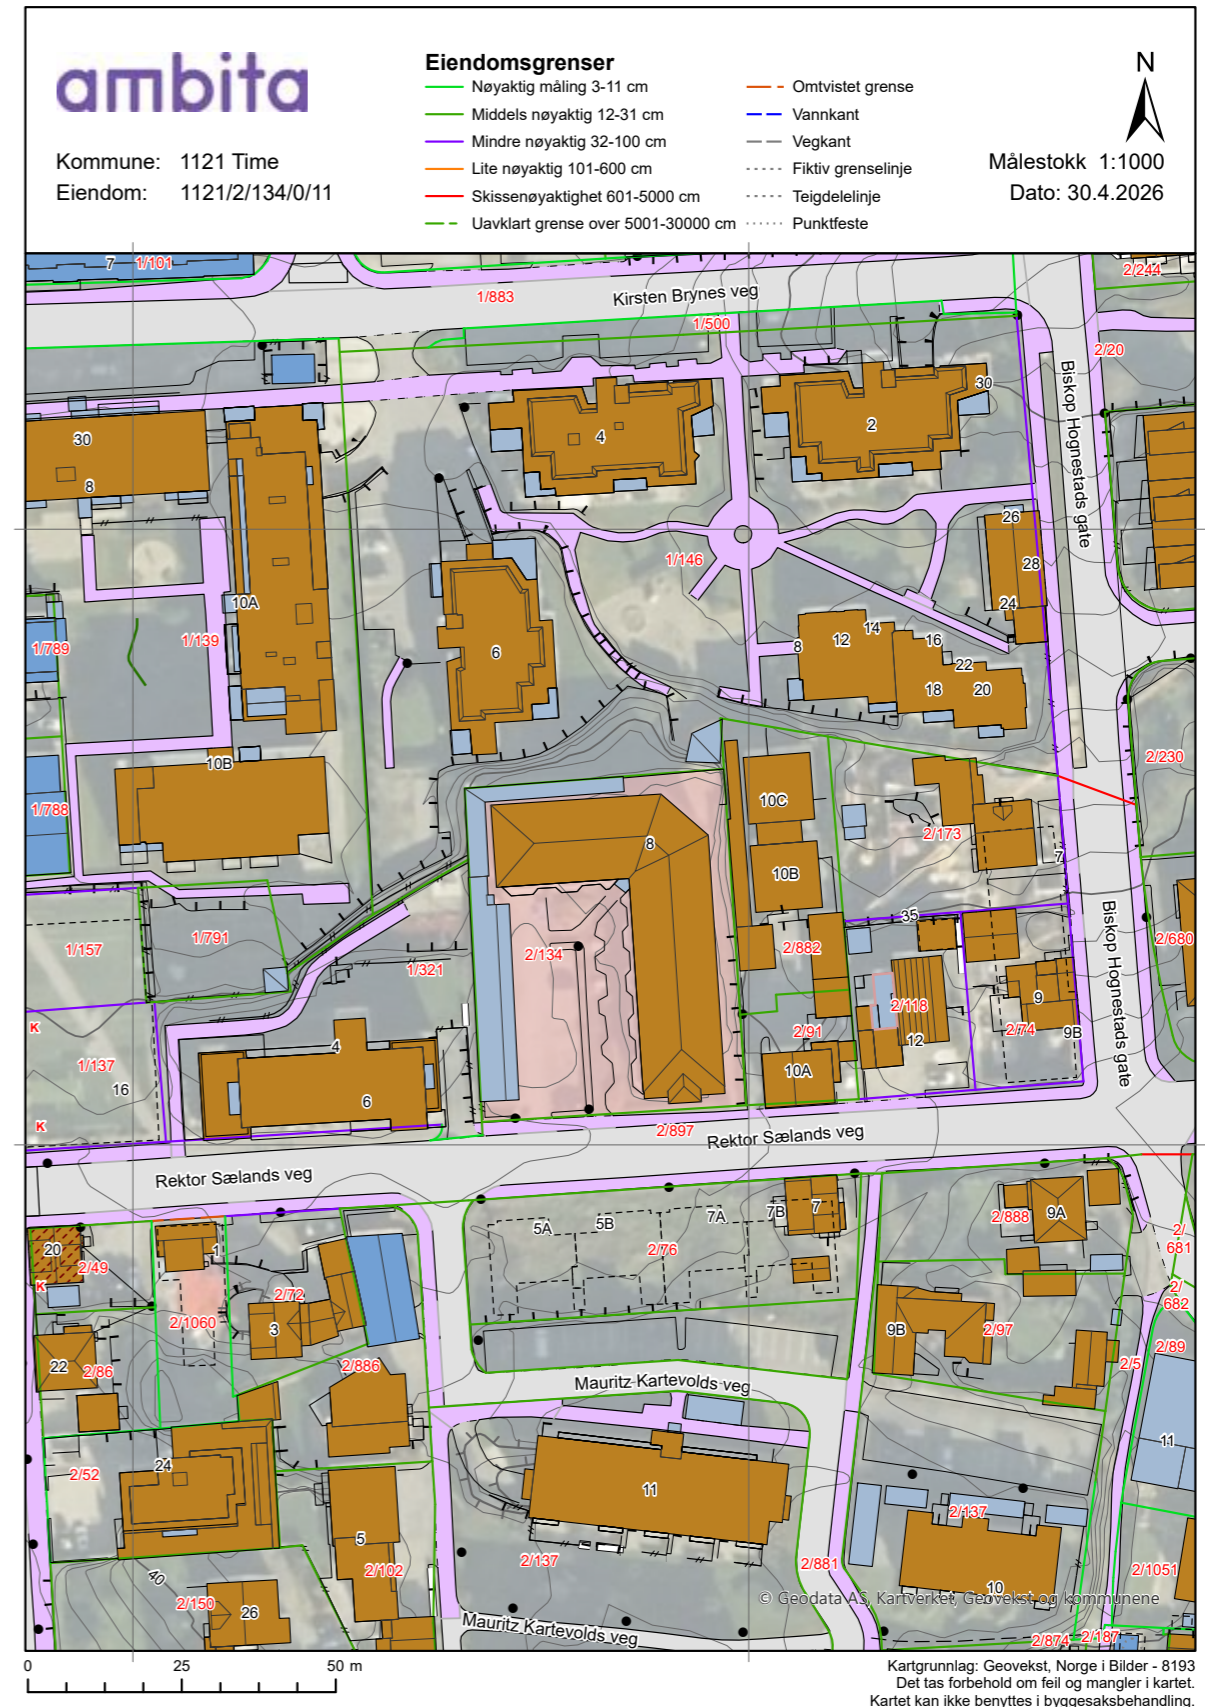 ambita
Kommune: 1121 Time
Eiendom: 1121/2/134/0/11
Eiendomsgrenser
Nøyaktig måling 3-11 cm
Middels nøyaktig 12-31 cm
Mindre nøyaktig 32-100 cm
Lite nøyaktig 101-600 cm
Skissenøyaktighet 601-5000 cm
Uavklart grense over 5001-30000 cm
Omtvistet grense
Vannkant
Vegkant
Fiktiv grenselinje
Teigdelelinje
Punktfeste
N
Målestokk 1:1000
Dato: 30.4.2026
7
1/101
2/244
1/883
Kirsten Brynes veg
1/500
2/20
Biskop Hognestads gate
30
2
4
30
8
26
28
24
1/146
10A
1/139
1/789
6
8
12
14
16
22
18
20
10B
1/788
2/230
10C
8
2/173
7
10B
35
Biskop Hognestads gate
1/157
1/791
1/321
2/134
2/882
2/680
9
2/118
2/74
9B
12
2/91
K
1/137
16
4
6
10A
K
2/897
Rektor Sælands veg
Rektor Sælands veg
20
2/49
K
1
2/72
2/1060
3
5A
5B
7A
7B
7
2/76
2/888
9A
2/
681
2/
682
22
2/86
2/886
9B
2/97
2/5
2/89
Mauritz Kartevolds veg
11
2/52
24
11
2/137
5
2/102
2/137
2/881
10
2/1051
40
2/150
26
© Geodata AS, Kartverket, Geovekst og kommunene
Mauritz Kartevolds veg
2/874
2/187
0 25 50 m
Kartgrunnlag: Geovekst, Norge i Bilder - 8193
Det tas forbehold om feil og mangler i kartet.
Kartet kan ikke benyttes i byggesaksbehandling.